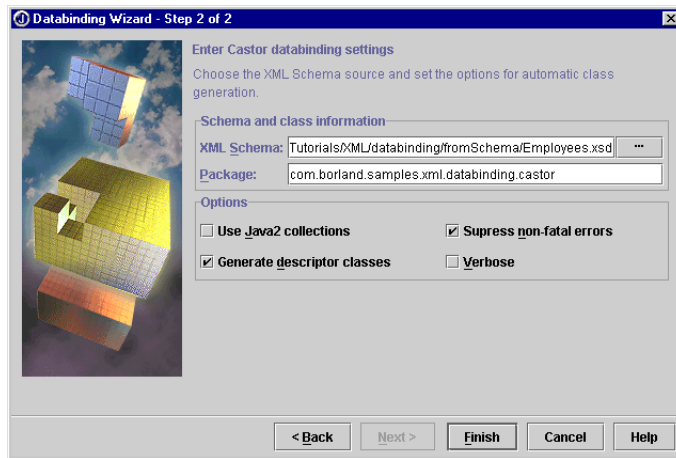 Databinding Wizard - Step 2 of 2
Enter Castor databinding settings
Choose the XML Schema source and set the options for automatic class
generation.
Schema and class information
XML Schema: Tutorials/XML/databinding/fromSchema/Employees.xsd ...
Package: com.borland.samples.xml.databinding.castor
Options
Use Java2 collections Supress non-fatal errors
Generate descriptor classes Verbose
< Back Next > Finish Cancel Help